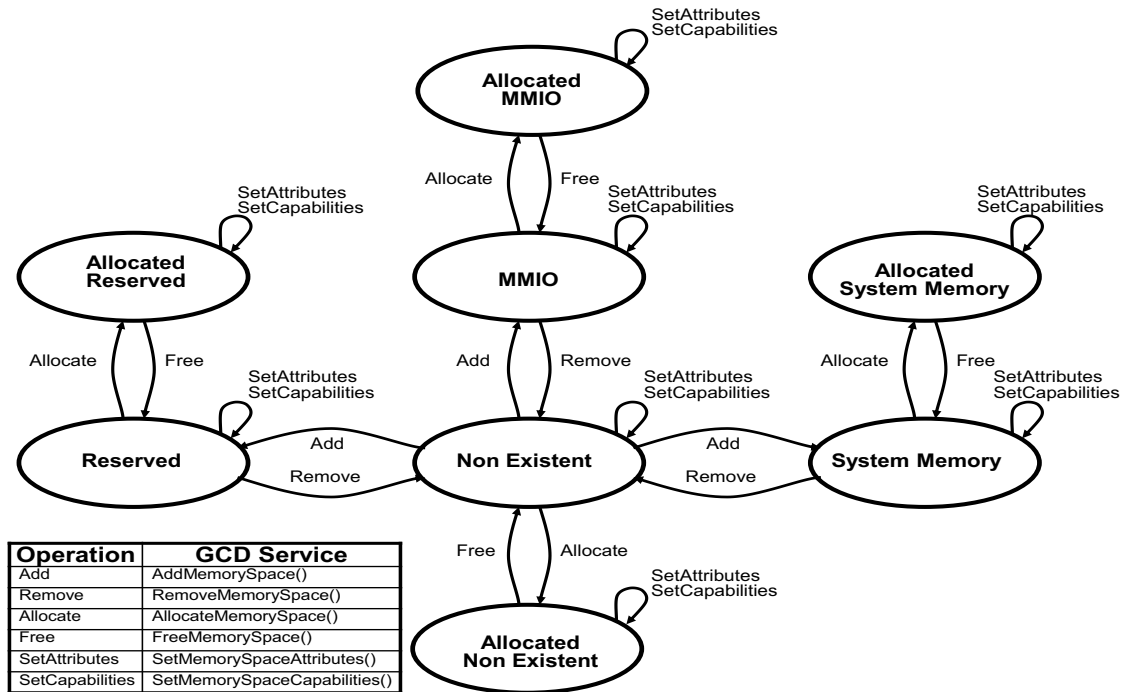 SetAttributes
SetCapabilities
Allocated
MMIO
Allocate
Free
SetAttributes
SetCapabilities
SetAttributes
SetCapabilities
SetAttributes
SetCapabilities
Allocated
Reserved
MMIO
Allocated
System Memory
Allocate
Free
Add
Remove
Allocate
Free
SetAttributes
SetCapabilities
SetAttributes
SetCapabilities
SetAttributes
SetCapabilities
Reserved
Add
Remove
Non Existent
Add
Remove
System Memory
Free
Allocate
SetAttributes
SetCapabilities
Allocated
Non Existent
Operation GCD Service
Add AddMemorySpace()
Remove RemoveMemorySpace()
Allocate AllocateMemorySpace()
Free FreeMemorySpace()
SetAttributes SetMemorySpaceAttributes()
SetCapabilities SetMemorySpaceCapabilities()